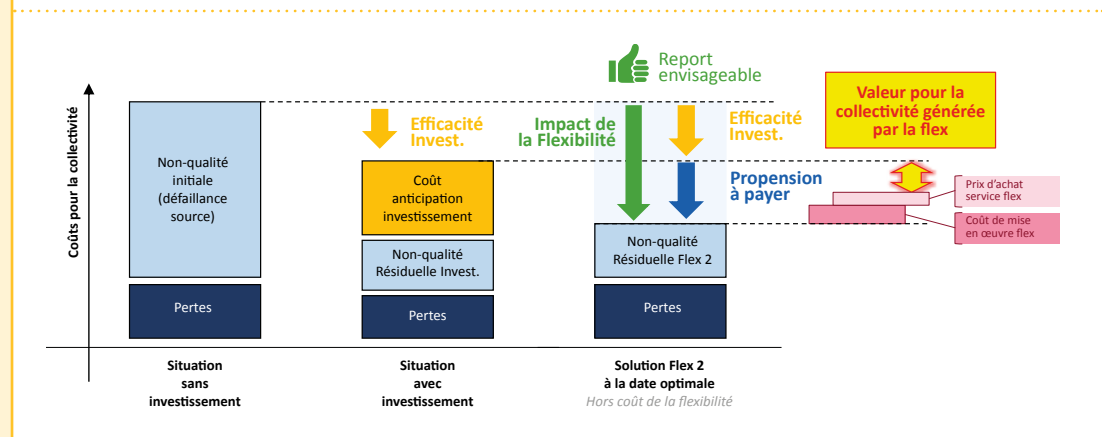 Report
envisageable
Valeur pour la
collectivité générée
par la flex
Coûts pour la collectivité
Non-qualité
initiale
(défaillance
source)
Pertes
Efficacité
Invest.
Coût
anticipation
investissement
Non-qualité
Résiduelle Invest.
Pertes
Impact de
la Flexibilité
Efficacité
Invest.
Propension
à payer
Non-qualité
Résiduelle Flex 2
Pertes
Prix d'achat
service flex
Coût de mise
en œuvre flex
Situation
sans
investissement
Situation
avec
investissement
Solution Flex 2
à la date optimale
Hors coût de la flexibilité